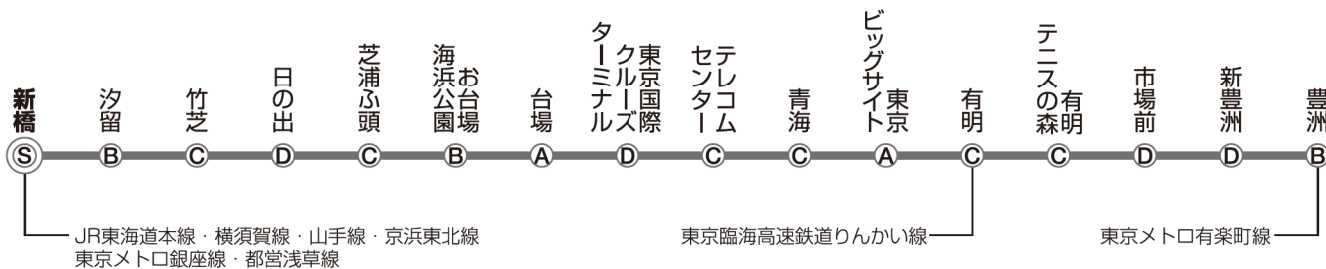 新橋
汐留
竹芝
日の出
芝浦ふ頭
お台場
海浜公園
台場
東京国際
クルーズ
ターミナル
テレコム
センター
青海
東京
ビッグサイト
有明
有明
テニスの森
市場前
新豊洲
豊洲
S
B
C
D
C
B
A
D
C
C
A
C
C
D
D
B
JR東海道本線・横須賀線・山手線・京浜東北線
東京メトロ銀座線・都営浅草線
東京臨海高速鉄道りんかい線
東京メトロ有楽町線